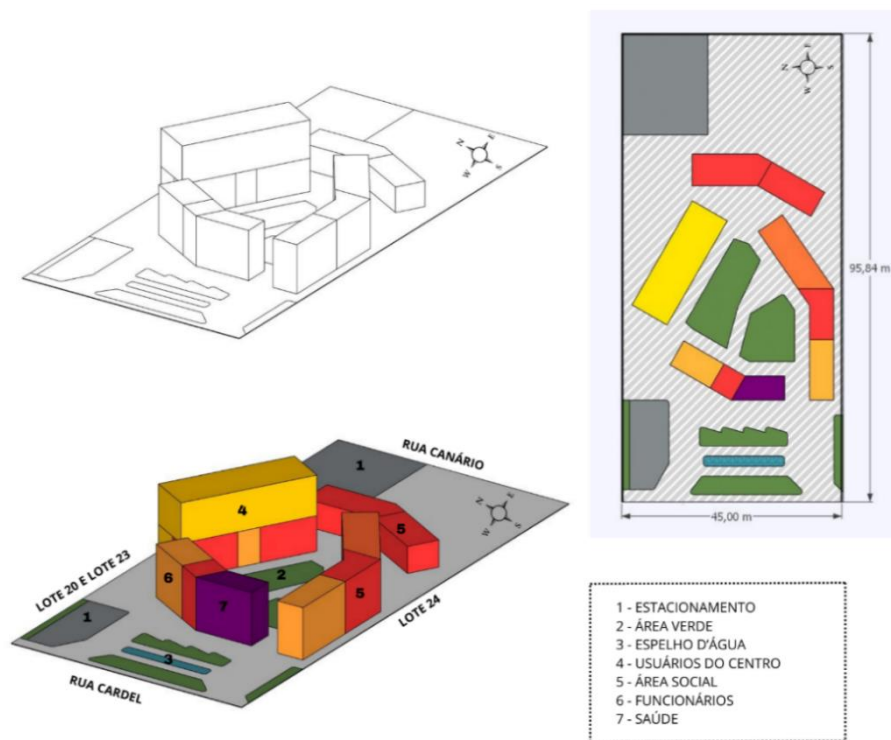 N
E
W
S
E
N
S
W
95,84 m
45,00 m
RUA CANÁRIO
1
N
E
W
S
4
5
LOTE 20 E LOTE 23
6
2
7
5
LOTE 24
1
3
RUA CARDEL
1 - ESTACIONAMENTO
2 - ÁREA VERDE
3 - ESPELHO D'ÁGUA
4 - USUÁRIOS DO CENTRO
5 - ÁREA SOCIAL
6 - FUNCIONÁRIOS
7 - SAÚDE